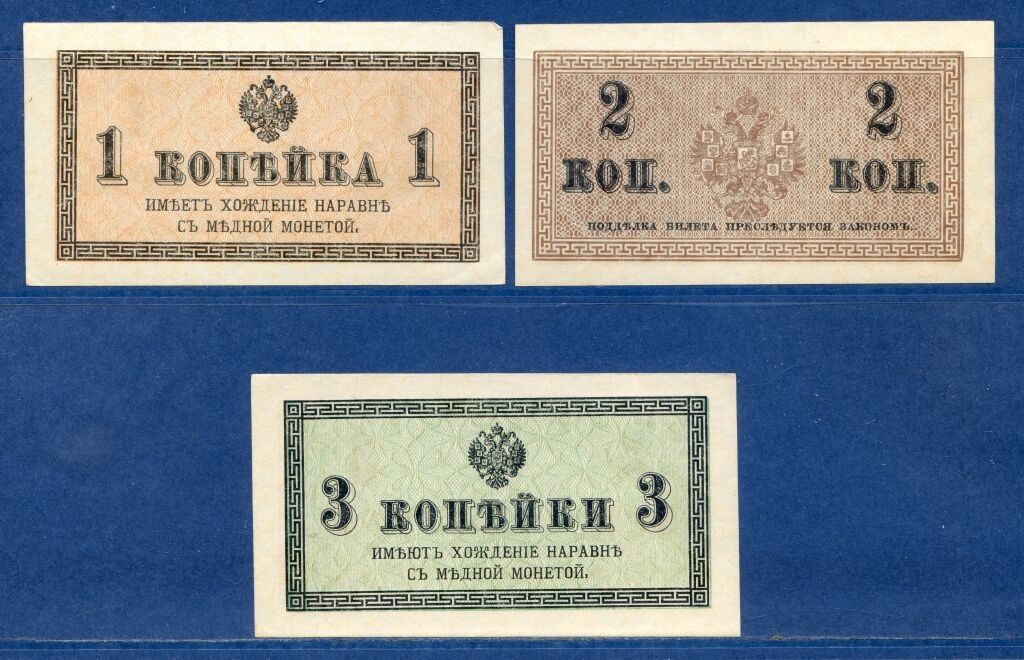 1 КОПѢЙКА 1
ИМѢЕТЪ ХОЖДЕНІЕ НАРАВНѢ
СЪ МѢДНОЙ МОНЕТОЙ.
2 2
КОП. КОП.
ПОДДѢЛКА БИЛЕТА ПРЕСЛѢДУЕТСЯ ЗАКОНОМЪ.
3 КОПѢЙКИ 3
ИМѢЮТЪ ХОЖДЕНІЕ НАРАВНѢ
СЪ МѢДНОЙ МОНЕТОЙ.